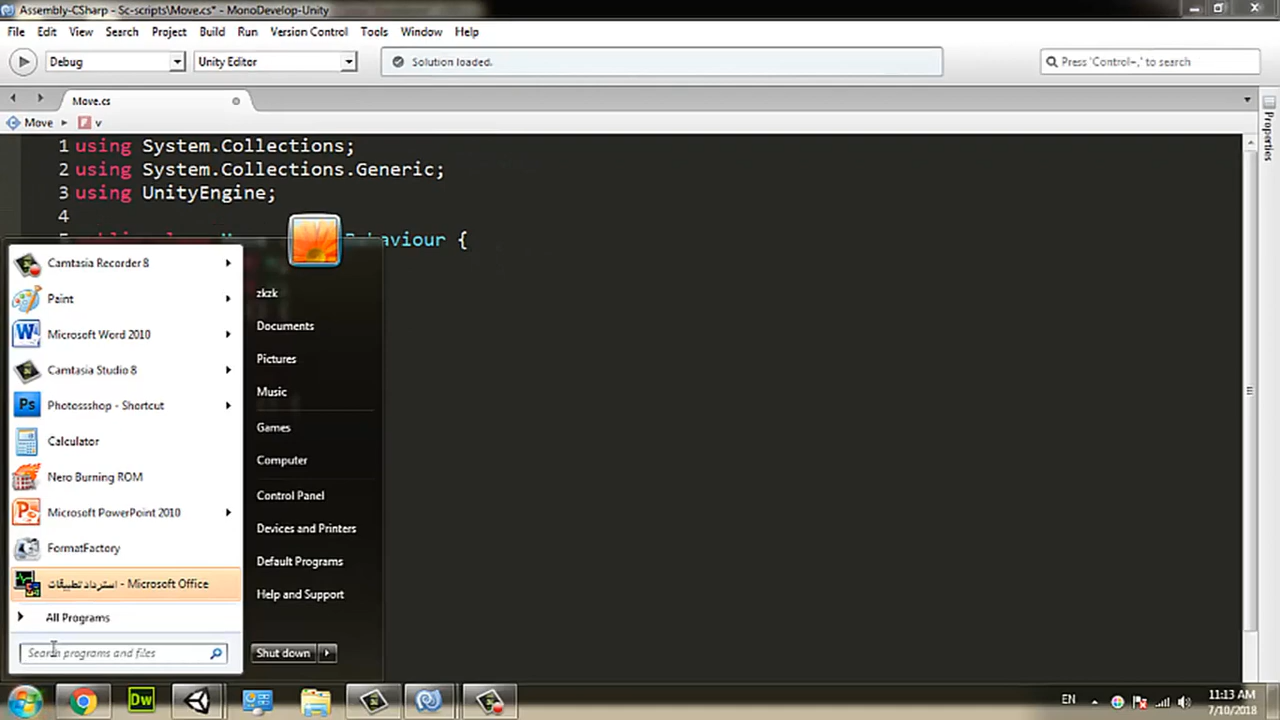 Assembly-CSharp - Sc-scripts\Move.cs* - MonoDevelop-Unity
File Edit View Search Project Build Run Version Control Tools Window Help
Debug Unity Editor Solution loaded. Press 'Control+,' to search
Move.cs
Move v
Properties
1 using System.Collections;
2 using System.Collections.Generic;
3 using UnityEngine;
4
Behaviour {
Camtasia Recorder 8
Paint
Microsoft Word 2010
Camtasia Studio 8
Photossshop - Shortcut
Calculator
Nero Burning ROM
Microsoft PowerPoint 2010
FormatFactory
استرداد تطبيقات - Microsoft Office
All Programs
Search programs and files
zkzk
Documents
Pictures
Music
Games
Computer
Control Panel
Devices and Printers
Default Programs
Help and Support
Shut down
Ps
Dw
EN
11:13 AM
7/10/2018